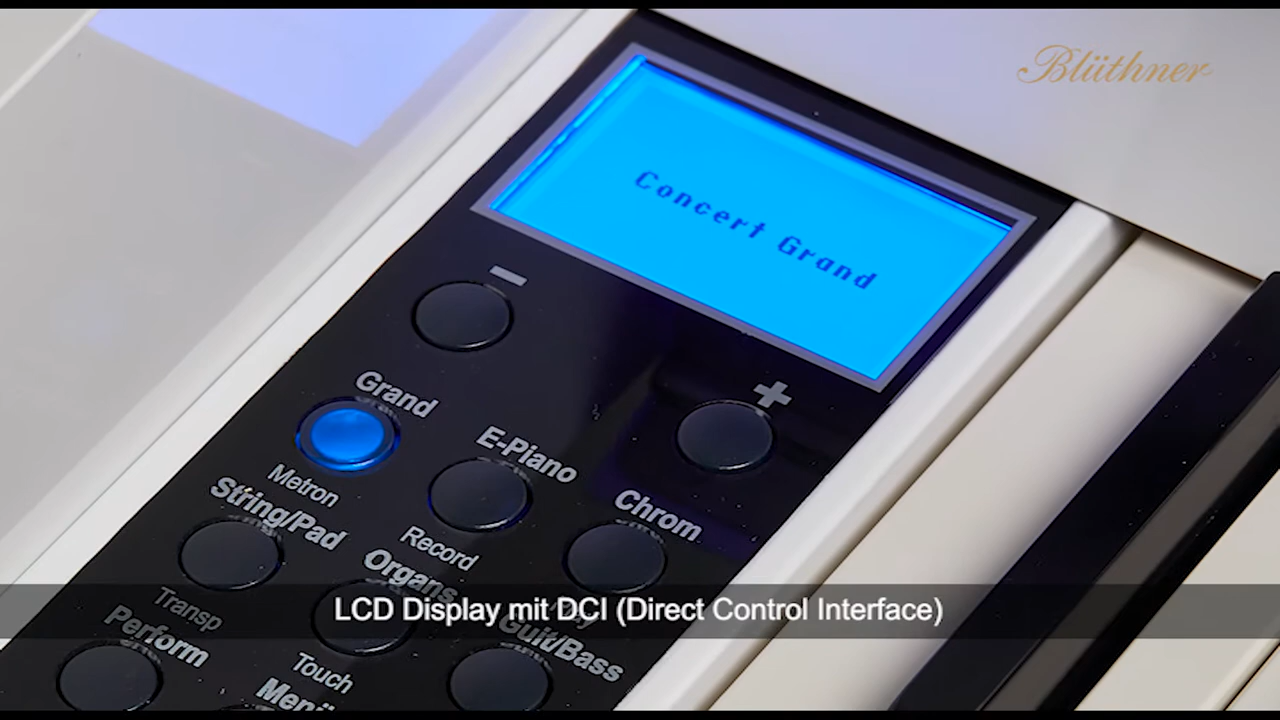 Blüthner
Concert Grand
Grand
E-Piano
Chrom
Metron
String/Pad
Record
Organs
LCD Display mit DCI (Direct Control Interface)
Transp
Perform
Guit/Bass
Touch
Menü